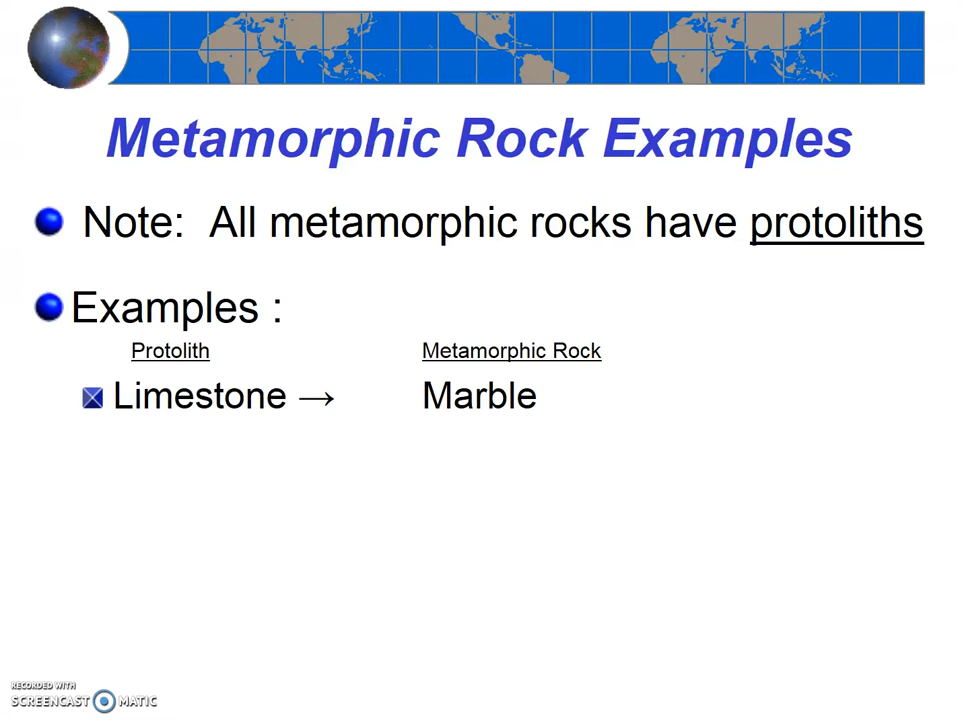 Metamorphic Rock Examples
Note: All metamorphic rocks have protoliths
Examples :
Protolith Metamorphic Rock
Limestone → Marble
RECORDED WITH
SCREENCAST MATIC